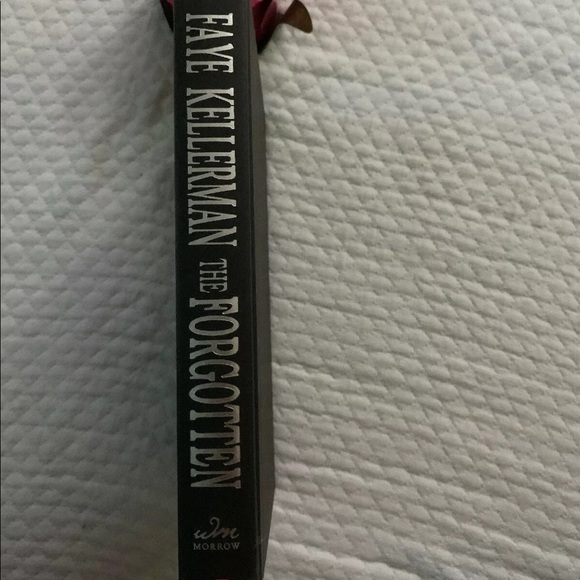 FAYE KELLERMAN THE FORGOTTEN
wm
MORROW